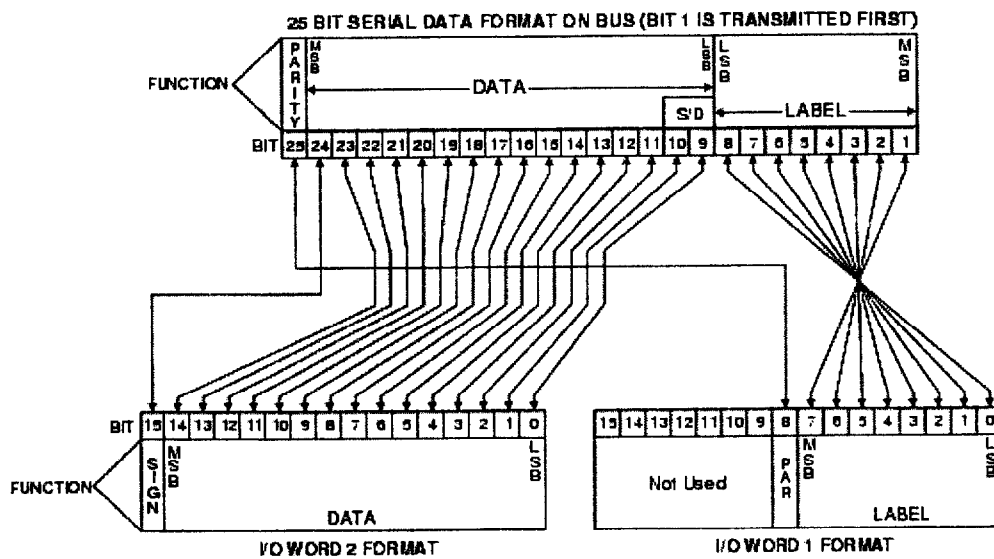 25 BIT SERIAL DATA FORMAT ON BUS (BIT 1 IS TRANSMITTED FIRST)
FUNCTION
PARITY
MSB
LSB
LSB
MSB
DATA
S/D
LABEL
BIT 25 24 23 22 21 20 19 18 17 16 15 14 13 12 11 10 9 8 7 6 5 4 3 2 1
BIT 15 14 13 12 11 10 9 8 7 6 5 4 3 2 1 0
15 14 13 12 11 10 9 8 7 6 5 4 3 2 1 0
FUNCTION
SIGN
MSB
LSB
DATA
Not Used
PAR
MSB
LSB
LABEL
I/O WORD 2 FORMAT
I/O WORD 1 FORMAT